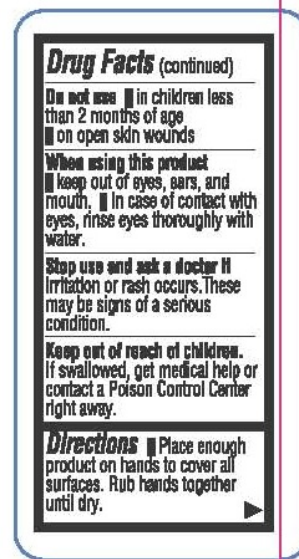 Drug Facts (continued)
Do not use ▌in children less
than 2 months of age
▌on open skin wounds
When using this product
▌keep out of eyes, ears, and
mouth. ▌In case of contact with
eyes, rinse eyes thoroughly with
water.
Stop use and ask a doctor if
irritation or rash occurs.These
may be signs of a serious
condition.
Keep out of reach of children.
If swallowed, get medical help or
contact a Poison Control Center
right away.
Directions ▌Place enough
product on hands to cover all
surfaces. Rub hands together
until dry.